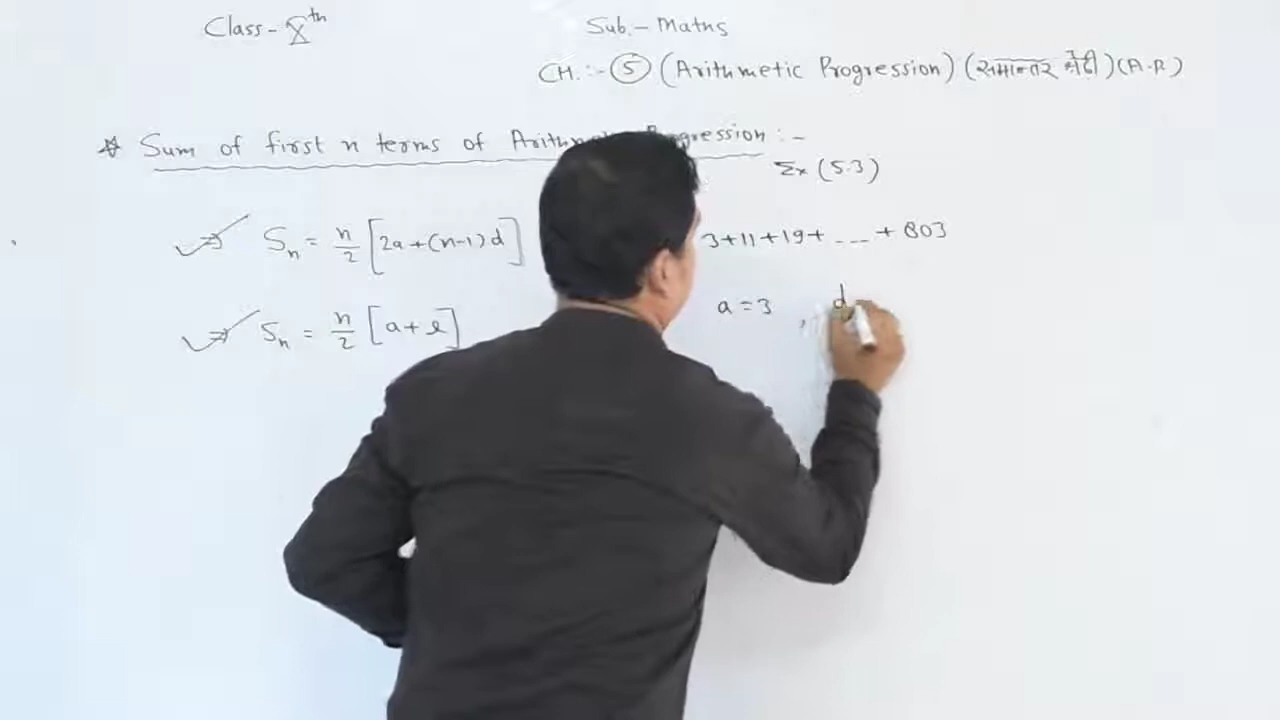 Class - Xth
Sub. - Maths
CH. :- 5 (Arithmetic Progression) (समान्तर श्रेढ़ी) (A.P.)
Sum of first n terms of Arithmetic Progression :-
Ex (5.3)
Sn = n/2 [2a+(n-1)d]
3+11+19+ --- + 803
a = 3 , d
Sn = n/2 [a+l]